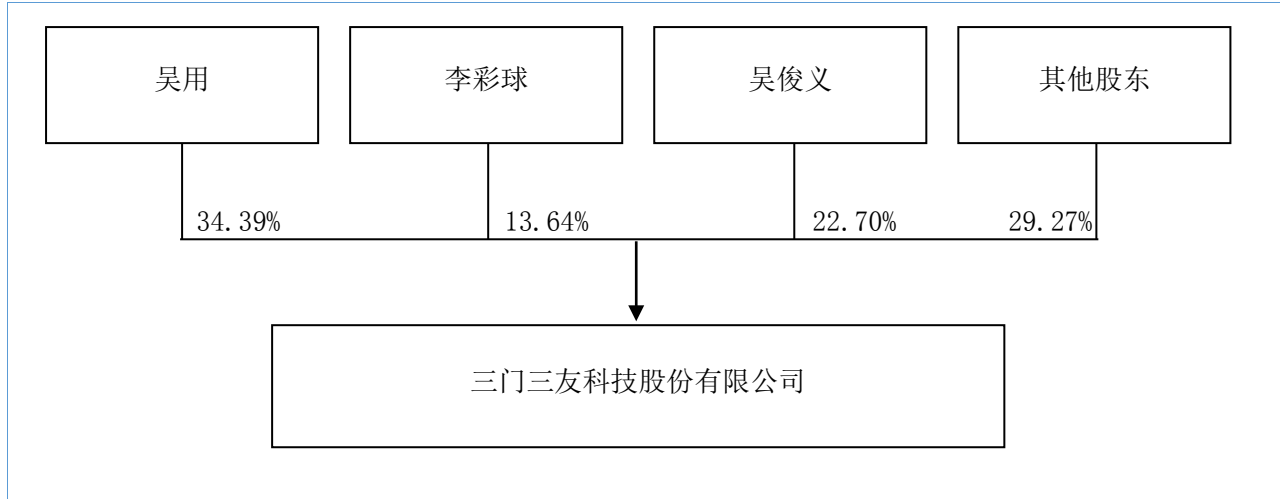 吴用
李彩球
吴俊义
其他股东
34.39%
13.64%
22.70%
29.27%
三门三友科技股份有限公司